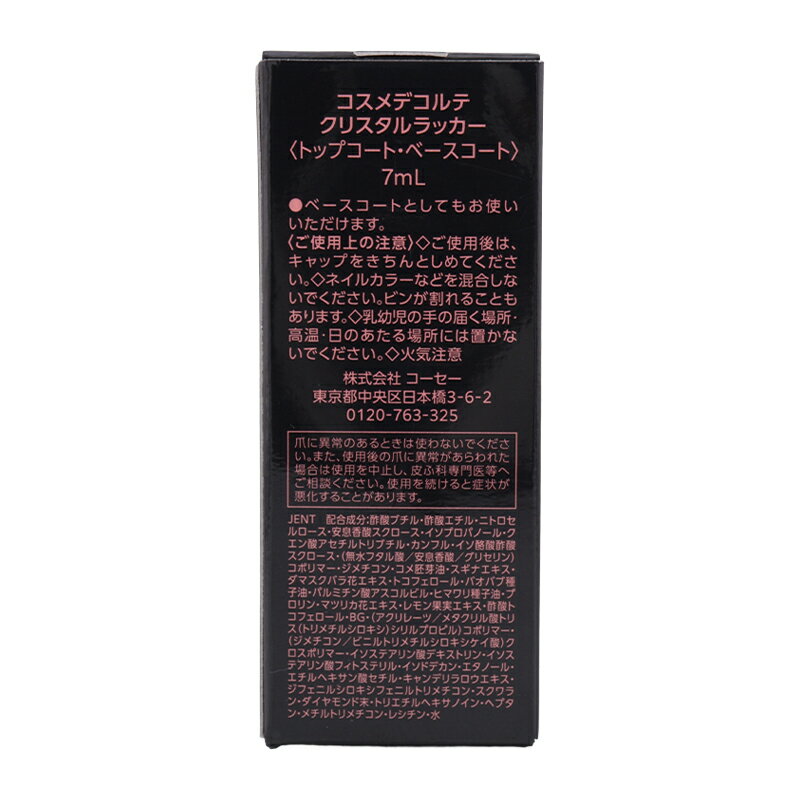 コスメデコルテ
クリスタルラッカー
〈トップコート・ベースコート〉
7mL
●ベースコートとしてもお使い
いただけます。
〈ご使用上の注意〉◇ご使用後は、
キャップをきちんとしめてくださ
い。◇ネイルカラーなどを混合しな
いでください。ビンが割れることも
あります。◇乳幼児の手の届く場所・
高温・日のあたる場所には置かな
いでください。◇火気注意
株式会社 コーセー
東京都中央区日本橋3-6-2
0120-763-325
爪に異常のあるときは使わないでくださ
い。また、使用後の爪に異常があらわれた
場合は使用を中止し、皮ふ科専門医等へ
ご相談ください。使用を続けると症状が
悪化することがあります。
JENT 配合成分:酢酸ブチル・酢酸エチル・ニトロセ
ルロース・安息香酸スクロース・イソプロパノール・ク
エン酸アセチルトリブチル・カンフル・イソ酪酸酢酸
スクロース・(無水フタル酸/安息香酸/グリセリン)
コポリマー・ジメチコン・コメ胚芽油・スギナエキス・
ダマスクバラ花エキス・トコフェロール・バオバブ種
子油・パルミチン酸アスコルビル・ヒマワリ種子油・プ
ロリン・マツリカ花エキス・レモン果実エキス・酢酸ト
コフェロール・BG・(アクリレーツ/メタクリル酸トリ
ス(トリメチルシロキシ)シリルプロピル)コポリマー・
(ジメチコン/ビニルトリメチルシロキシケイ酸)ク
ロスポリマー・イソステアリン酸デキストリン・イソス
テアリン酸フィトステリル・イソドデカン・エタノール・
エチルヘキサン酸セチル・キャンデリラロウエキス・
ジフェニルシロキシフェニルトリメチコン・スクワラ
ン・ダイヤモンド末・トリエチルヘキサノイン・ヘプタ
ン・メチルトリメチコン・レシチン・水